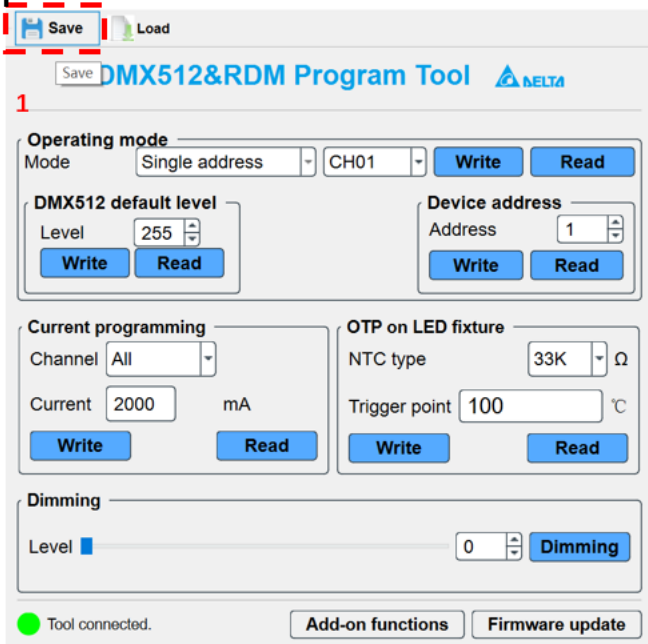 Save Load
Save DMX512&RDM Program Tool DELTA
1
Operating mode
Mode Single address CH01 Write Read
DMX512 default level Device address
Level 255 Address 1
Write Read Write Read
Current programming OTP on LED fixture
Channel All NTC type 33K Ω
Current 2000 mA Trigger point 100 ℃
Write Read Write Read
Dimming
Level 0 Dimming
Tool connected. Add-on functions Firmware update